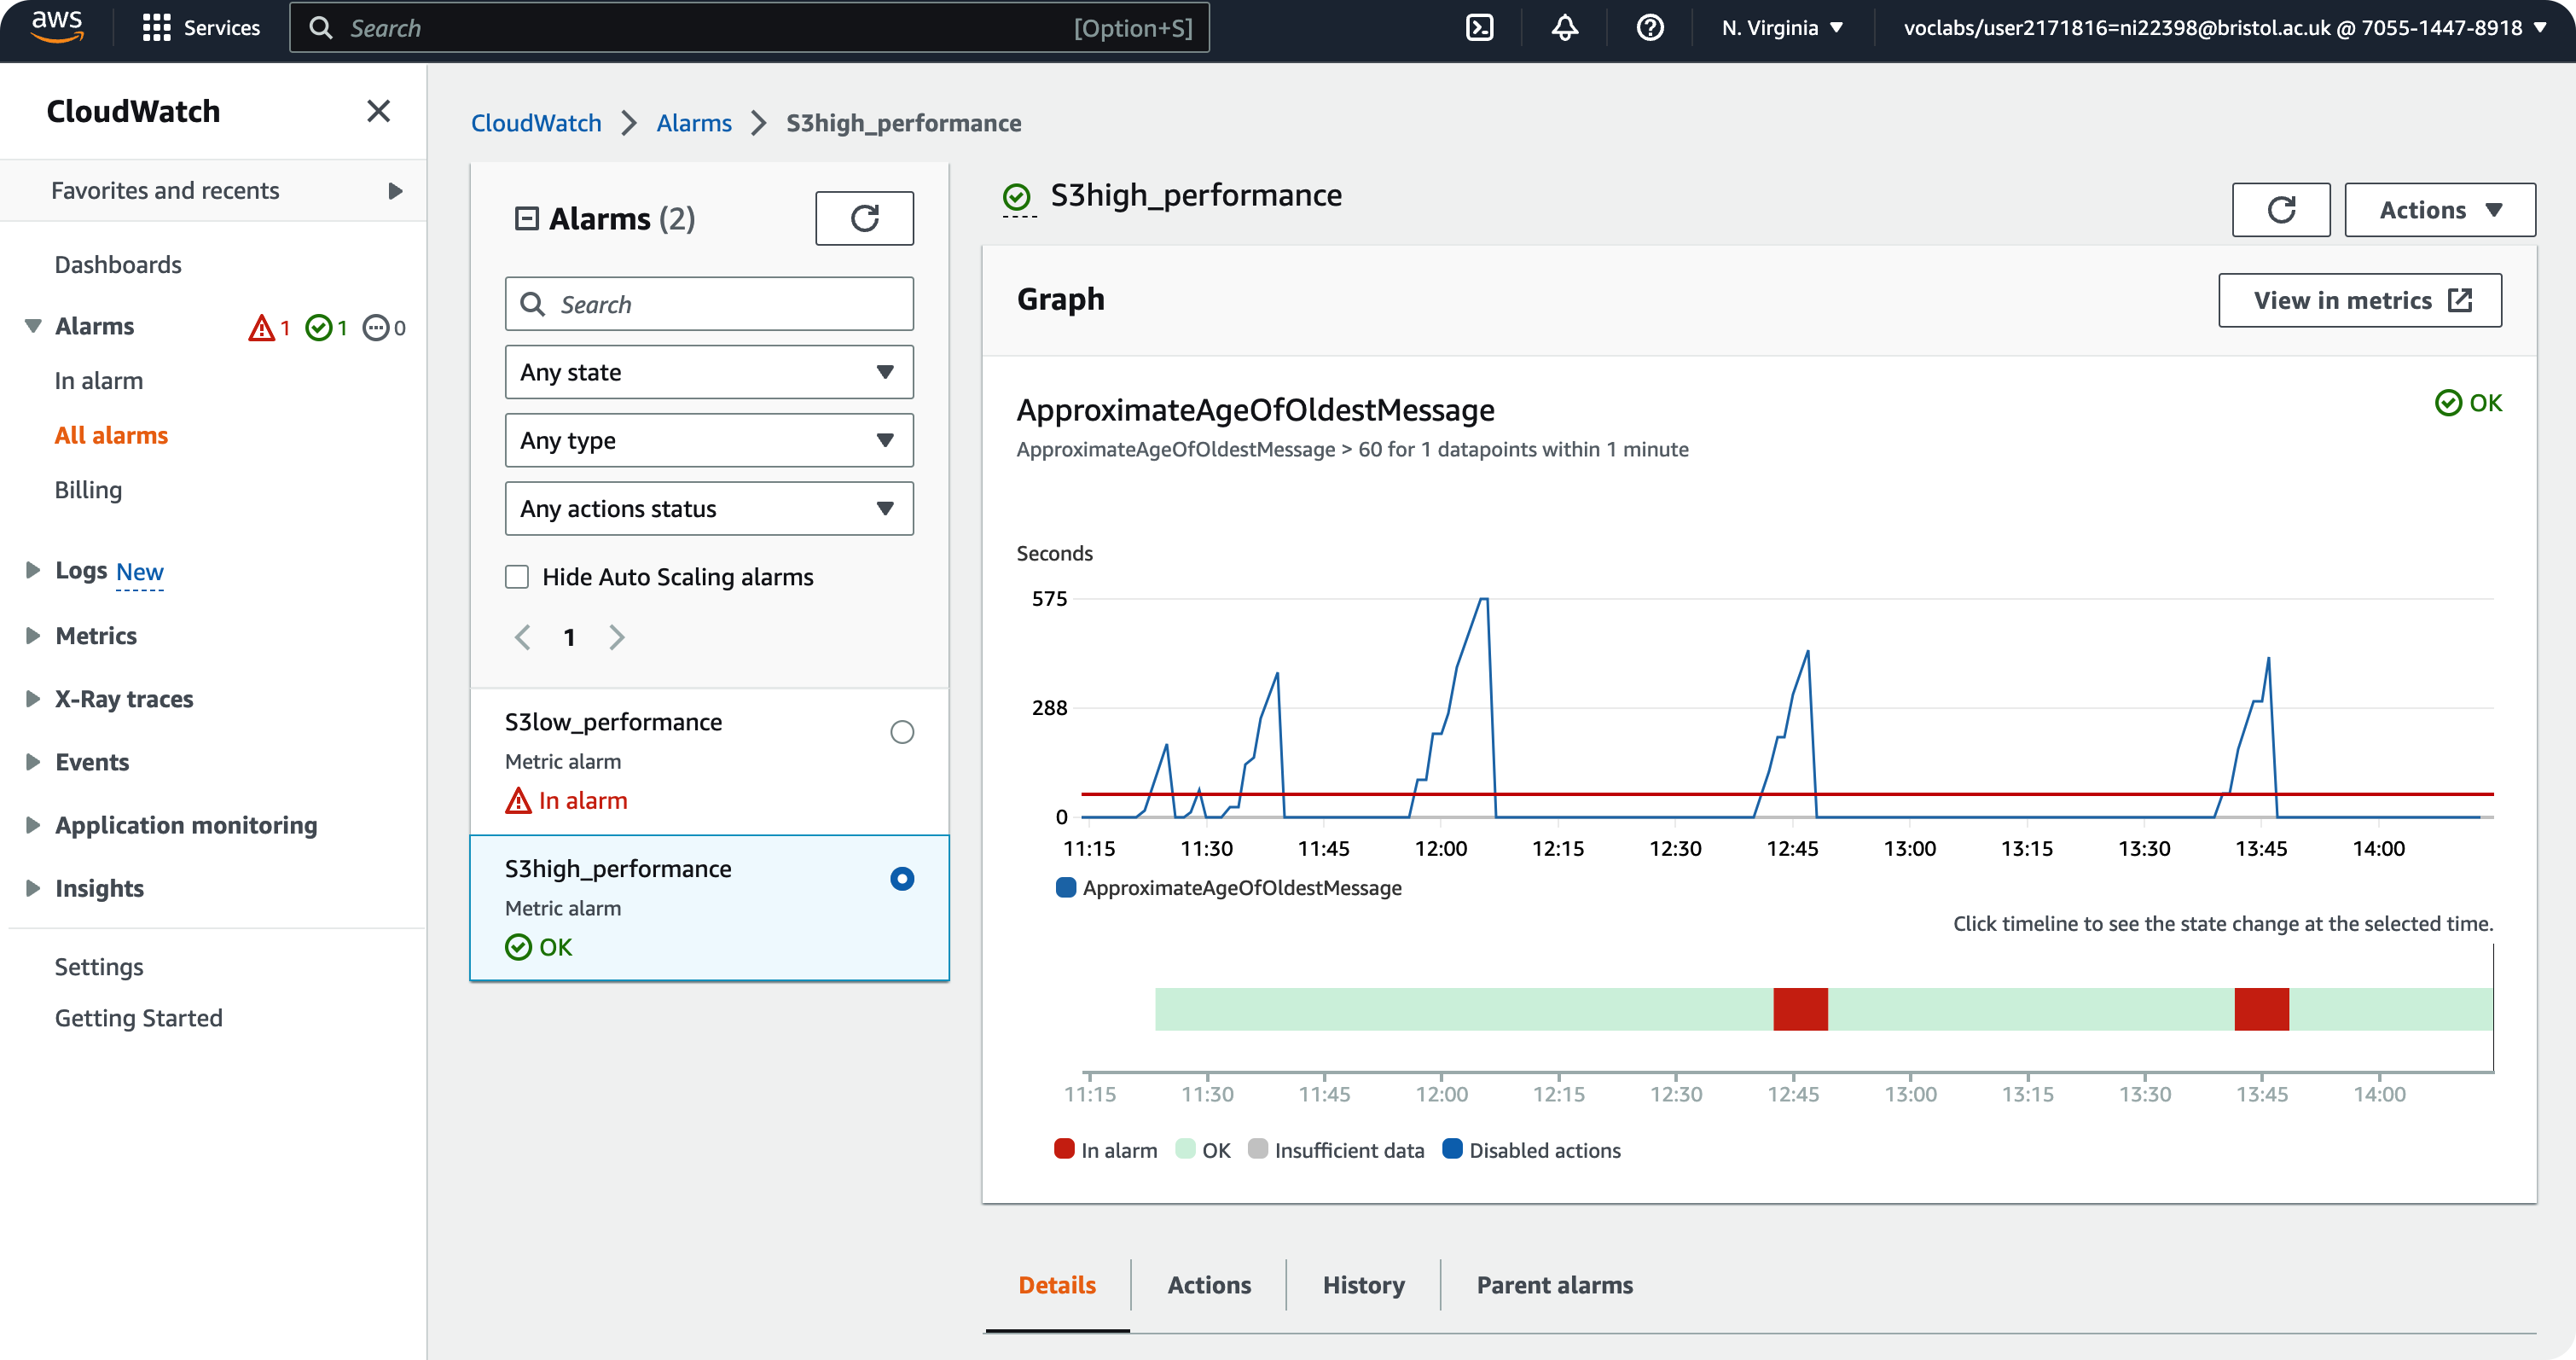 aws
Services
Search
[Option+S]
N. Virginia
voclabs/user2171816=ni22398@bristol.ac.uk @ 7055-1447-8918
CloudWatch
Favorites and recents
Dashboards
Alarms 1 1 0
In alarm
All alarms
Billing
Logs New
Metrics
X-Ray traces
Events
Application monitoring
Insights
Settings
Getting Started
CloudWatch
Alarms
S3high_performance
Alarms (2)
Search
Any state
Any type
Any actions status
Hide Auto Scaling alarms
1
S3low_performance
Metric alarm
In alarm
S3high_performance
Metric alarm
OK
S3high_performance
Actions
Graph
View in metrics
ApproximateAgeOfOldestMessage
OK
ApproximateAgeOfOldestMessage > 60 for 1 datapoints within 1 minute
Seconds
575
288
0
11:15 11:30 11:45 12:00 12:15 12:30 12:45 13:00 13:15 13:30 13:45 14:00
ApproximateAgeOfOldestMessage
Click timeline to see the state change at the selected time.
11:15 11:30 11:45 12:00 12:15 12:30 12:45 13:00 13:15 13:30 13:45 14:00
In alarm OK Insufficient data Disabled actions
Details
Actions
History
Parent alarms